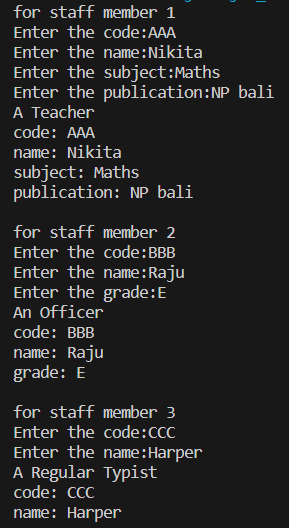 for staff member 1
Enter the code:AAA
Enter the name:Nikita
Enter the subject:Maths
Enter the publication:NP bali
A Teacher
code: AAA
name: Nikita
subject: Maths
publication: NP bali
for staff member 2
Enter the code:BBB
Enter the name:Raju
Enter the grade:E
An Officer
code: BBB
name: Raju
grade: E
for staff member 3
Enter the code:CCC
Enter the name:Harper
A Regular Typist
code: CCC
name: Harper